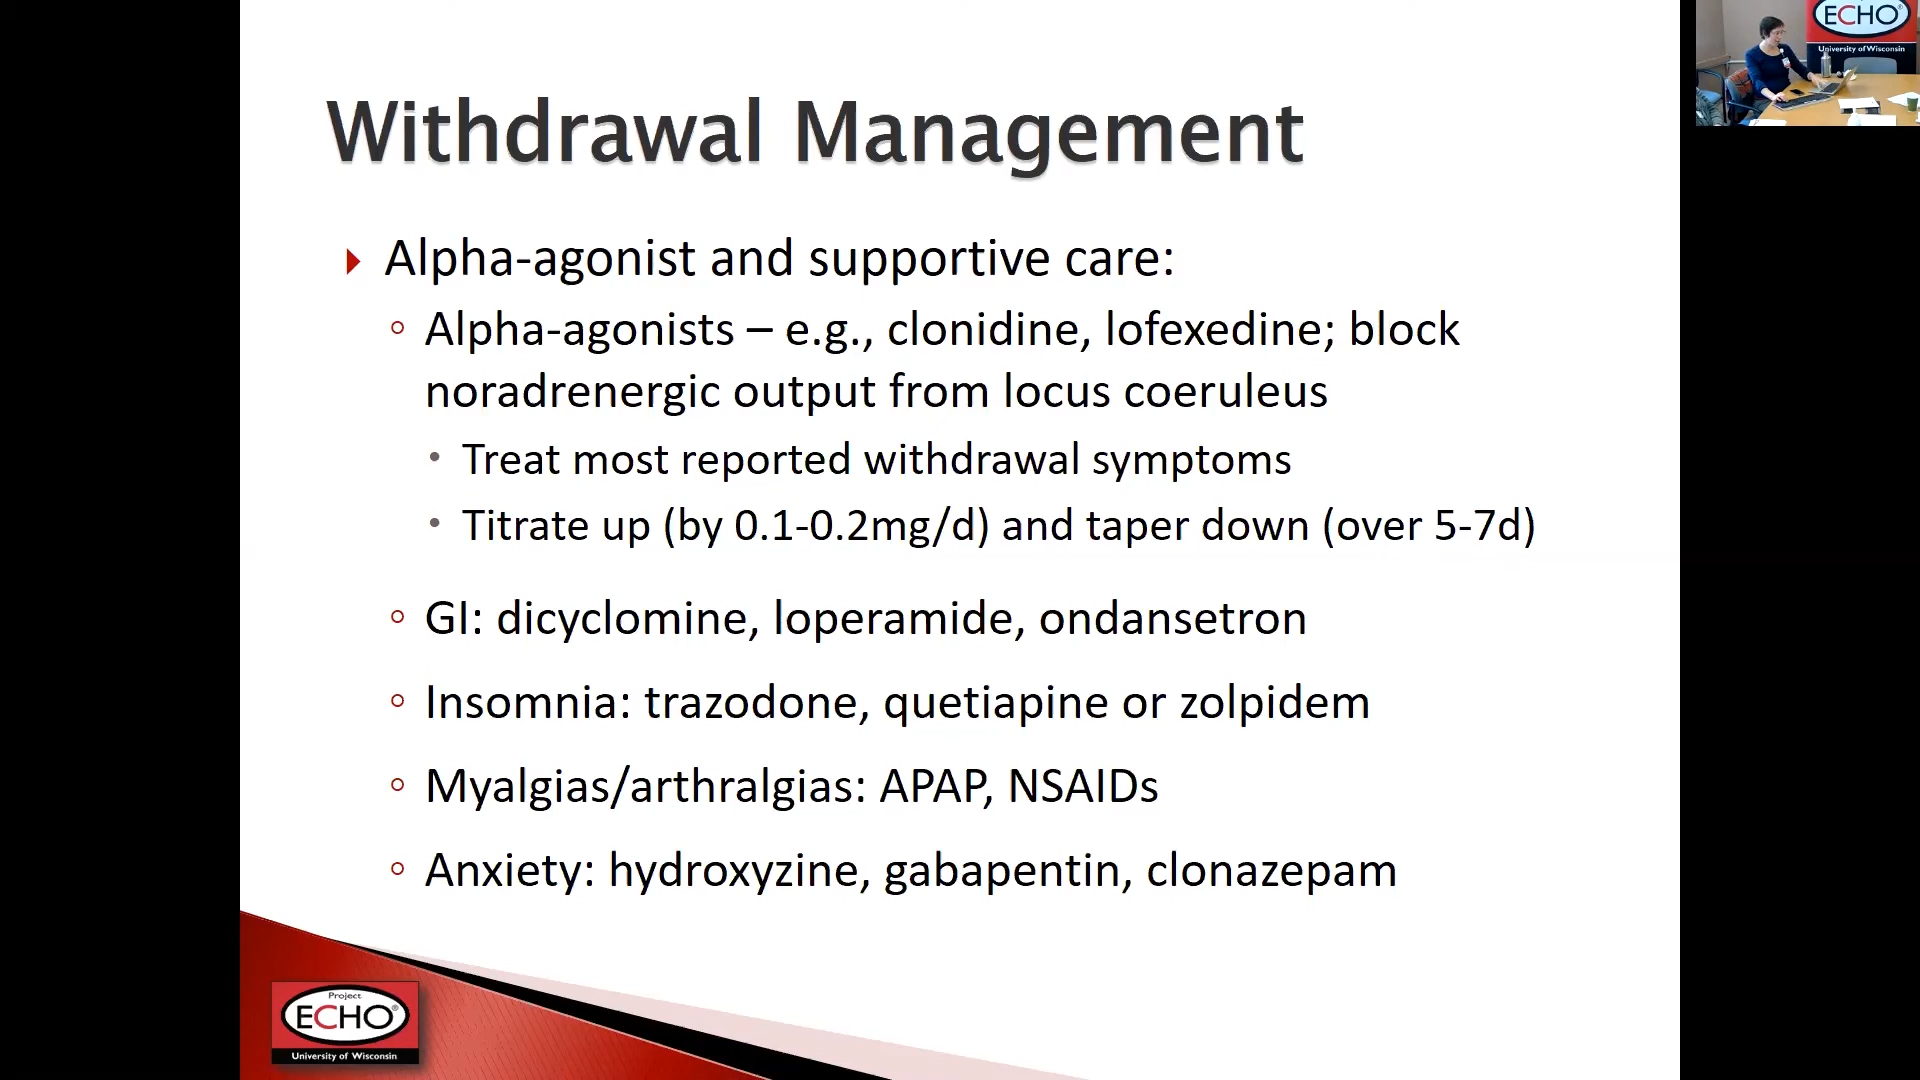 Withdrawal Management
Alpha-agonist and supportive care:
Alpha-agonists – e.g., clonidine, lofexedine; block
noradrenergic output from locus coeruleus
Treat most reported withdrawal symptoms
Titrate up (by 0.1-0.2mg/d) and taper down (over 5-7d)
GI: dicyclomine, loperamide, ondansetron
Insomnia: trazodone, quetiapine or zolpidem
Myalgias/arthralgias: APAP, NSAIDs
Anxiety: hydroxyzine, gabapentin, clonazepam
Project
ECHO®
University of Wisconsin
ECHO®
University of Wisconsin